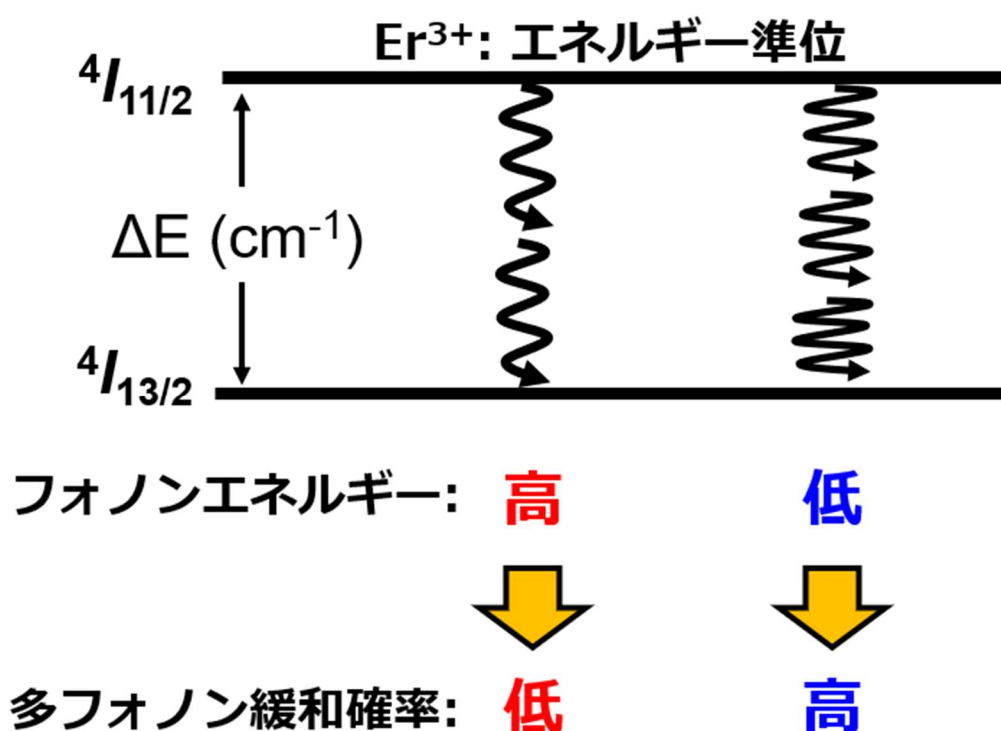 Er³⁺: エネルギー準位
⁴I₁₁/₂
ΔE (cm⁻¹)
⁴I₁₃/₂
フォノンエネルギー: 高 低
多フォノン緩和確率: 低 高